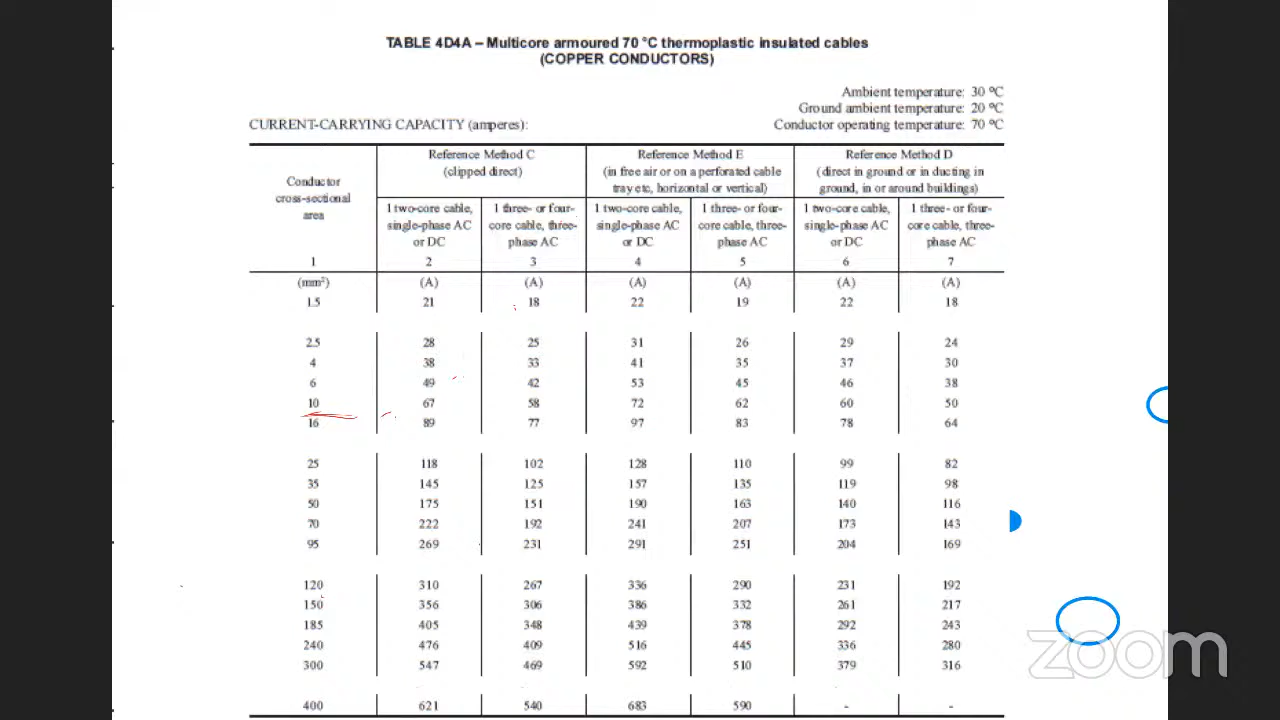 TABLE 4D4A – Multicore armoured 70 °C thermoplastic insulated cables
(COPPER CONDUCTORS)
Ambient temperature: 30 °C
Ground ambient temperature: 20 °C
CURRENT-CARRYING CAPACITY (amperes): Conductor operating temperature: 70 °C
Conductor cross-sectional area
Reference Method C (clipped direct)
Reference Method E (in free air or on a perforated cable tray etc, horizontal or vertical)
Reference Method D (direct in ground or in ducting in ground, in or around buildings)
1 two-core cable, single-phase AC or DC
1 three- or four-core cable, three-phase AC
1 two-core cable, single-phase AC or DC
1 three- or four-core cable, three-phase AC
1 two-core cable, single-phase AC or DC
1 three- or four-core cable, three-phase AC
1 2 3 4 5 6 7
(mm²) (A) (A) (A) (A) (A) (A)
1.5 21 18 22 19 22 18
2.5 28 25 31 26 29 24
4 38 33 41 35 37 30
6 49 42 53 45 46 38
10 67 58 72 62 60 50
16 89 77 97 83 78 64
25 118 102 128 110 99 82
35 145 125 157 135 119 98
50 175 151 190 163 140 116
70 222 192 241 207 173 143
95 269 231 291 251 204 169
120 310 267 336 290 231 192
150 356 306 386 332 261 217
185 405 348 439 378 292 243
240 476 409 516 445 336 280
300 547 469 592 510 379 316
400 621 540 683 590 - -
zoom